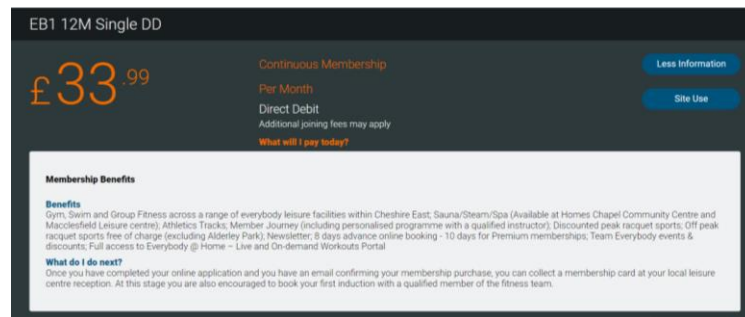 EB1 12M Single DD
£33.99
Continuous Membership
Per Month
Direct Debit
Additional joining fees may apply
What will I pay today?
Less Information
Site Use
Membership Benefits
Benefits
Gym, Swim and Group Fitness across a range of everybody leisure facilities within Cheshire East; Sauna/Steam/Spa (Available at Homes Chapel Community Centre and
Macclesfield Leisure centre); Athletics Tracks; Member Journey (including personalised programme with a qualified instructor); Discounted peak racquet sports; Off peak
racquet sports free of charge (excluding Alderley Park); Newsletter; 8 days advance online booking - 10 days for Premium memberships; Team Everybody events &
discounts; Full access to Everybody @ Home – Live and On-demand Workouts Portal
What do I do next?
Once you have completed your online application and you have an email confirming your membership purchase, you can collect a membership card at your local leisure
centre reception. At this stage you are also encouraged to book your first induction with a qualified member of the fitness team.